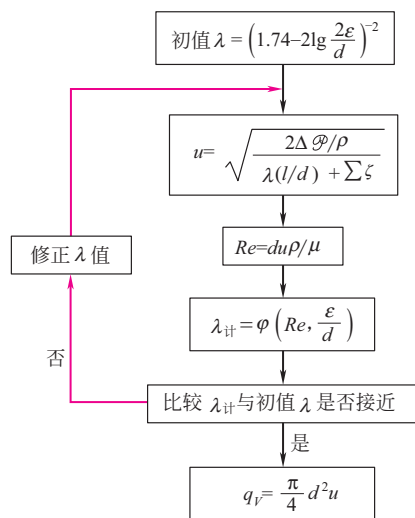 初值 λ = (1.74–2lg 2ε/d)⁻²
u= √(2Δ𝒫/ρ / λ(l/d) + ∑ζ)
Re=duρ/μ
修正 λ 值
λ计=φ(Re, ε/d)
否
比较 λ计与初值 λ 是否接近
是
qV= π/4 d²u